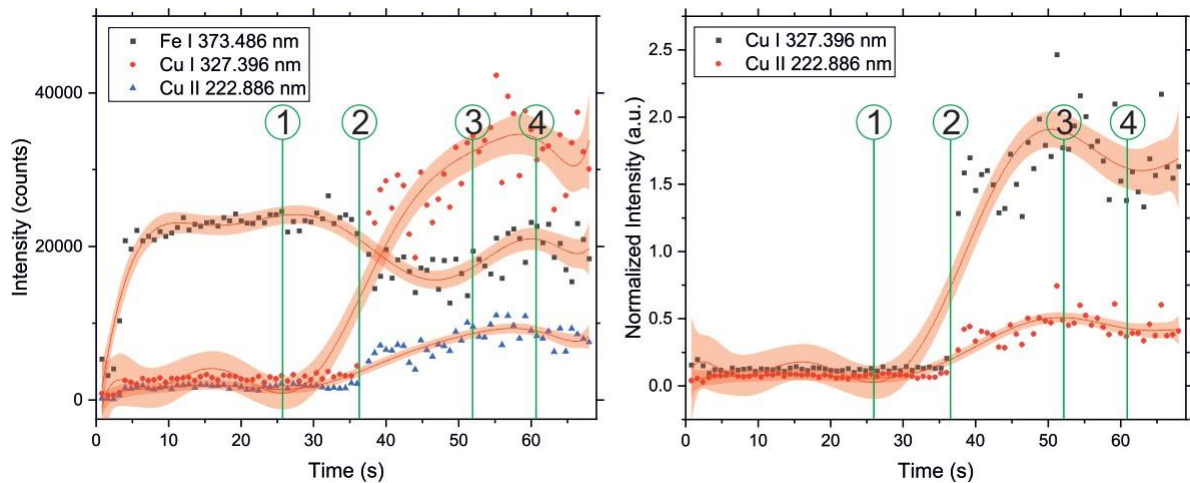 Fe I 373.486 nm
Cu I 327.396 nm
Cu II 222.886 nm
1
2
3
4
40000
20000
0
Intensity (counts)
0 10 20 30 40 50 60
Time (s)
Cu I 327.396 nm
Cu II 222.886 nm
1
2
3
4
2.5
2.0
1.5
1.0
0.5
0.0
Normalized Intensity (a.u.)
0 10 20 30 40 50 60
Time (s)